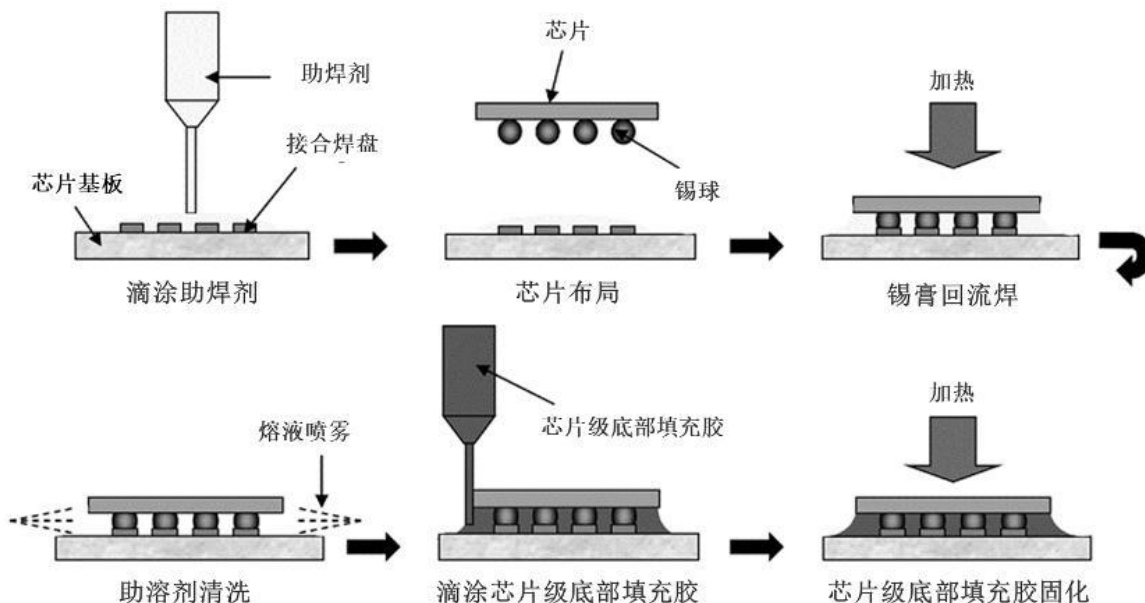 助焊剂
接合焊盘
芯片基板
滴涂助焊剂
芯片
锡球
芯片布局
加热
锡膏回流焊
熔液喷雾
助溶剂清洗
芯片级底部填充胶
滴涂芯片级底部填充胶
加热
芯片级底部填充胶固化